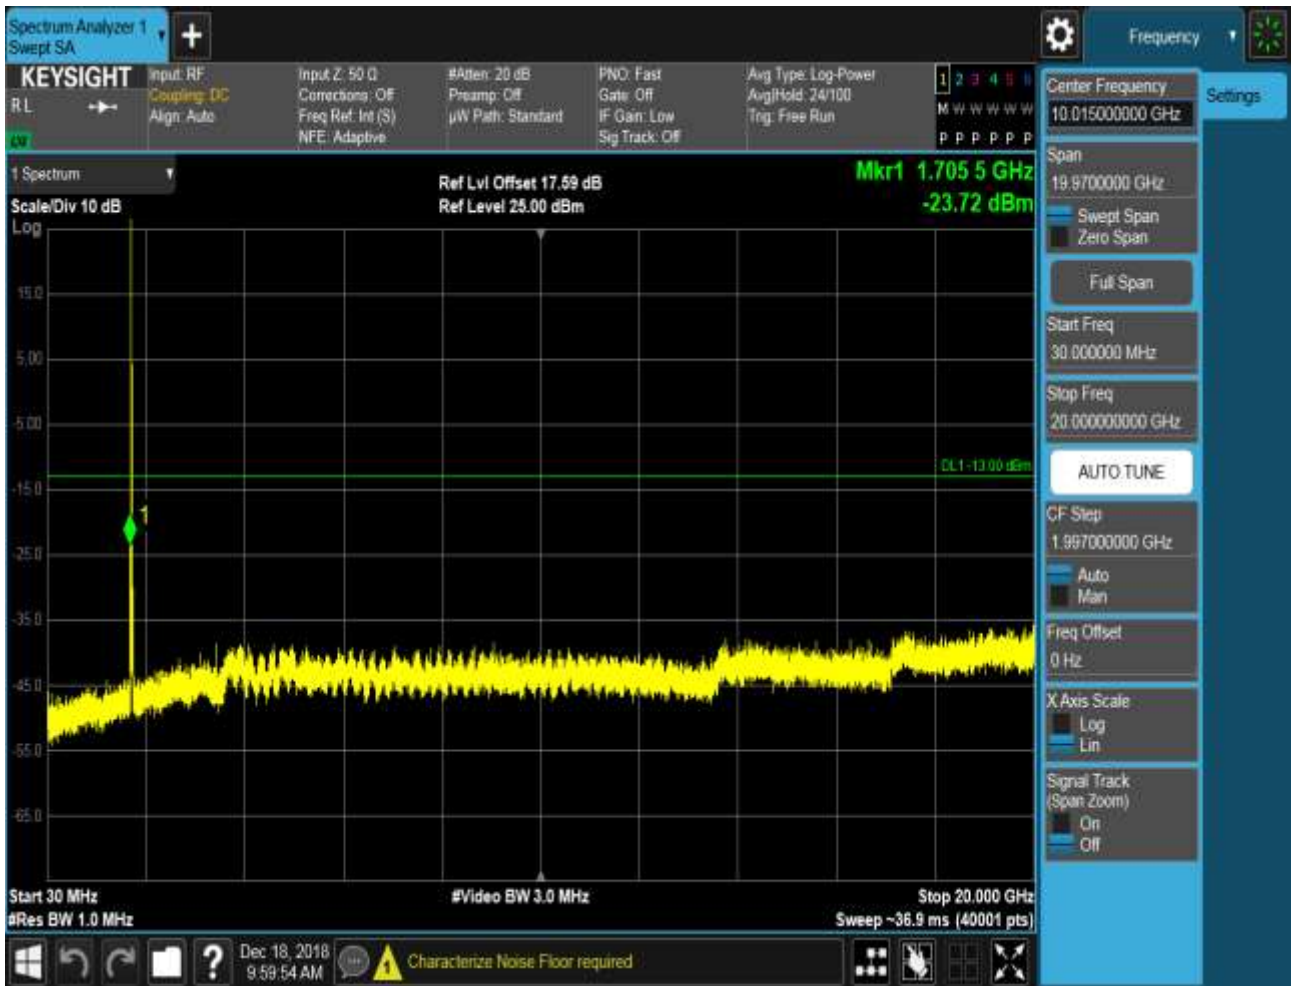 Spectrum Analyzer 1
Swept SA
+
Frequency
KEYSIGHT
Input: RF
Input Z: 50 Ω
#Atten: 20 dB
PNO: Fast
Avg Type: Log-Power
1 2 3 4 5 6
R L
Coupling: DC
Corrections: Off
Preamp: Off
Gate: Off
Avg|Hold: 24/100
M W W W W W
Align: Auto
Freq Ref: Int (S)
µW Path: Standard
IF Gain: Low
Trig: Free Run
NFE: Adaptive
Sig Track: Off
P P P P P P
1 Spectrum
Ref Lvl Offset 17.59 dB
Mkr1 1.705 5 GHz
Scale/Div 10 dB
Ref Level 25.00 dBm
-23.72 dBm
Log
15.0
5.00
-5.00
DL1 -13.00 dBm
-15.0
1
-25.0
-35.0
-45.0
-55.0
-65.0
Start 30 MHz
#Video BW 3.0 MHz
Stop 20.000 GHz
#Res BW 1.0 MHz
Sweep ~36.9 ms (40001 pts)
Center Frequency
Settings
10.015000000 GHz
Span
19.9700000 GHz
Swept Span
Zero Span
Full Span
Start Freq
30.000000 MHz
Stop Freq
20.000000000 GHz
AUTO TUNE
CF Step
1.997000000 GHz
Auto
Man
Freq Offset
0 Hz
X Axis Scale
Log
Lin
Signal Track
(Span Zoom)
On
Off
?
Dec 18, 2018
9:59:54 AM
1
Characterize Noise Floor required